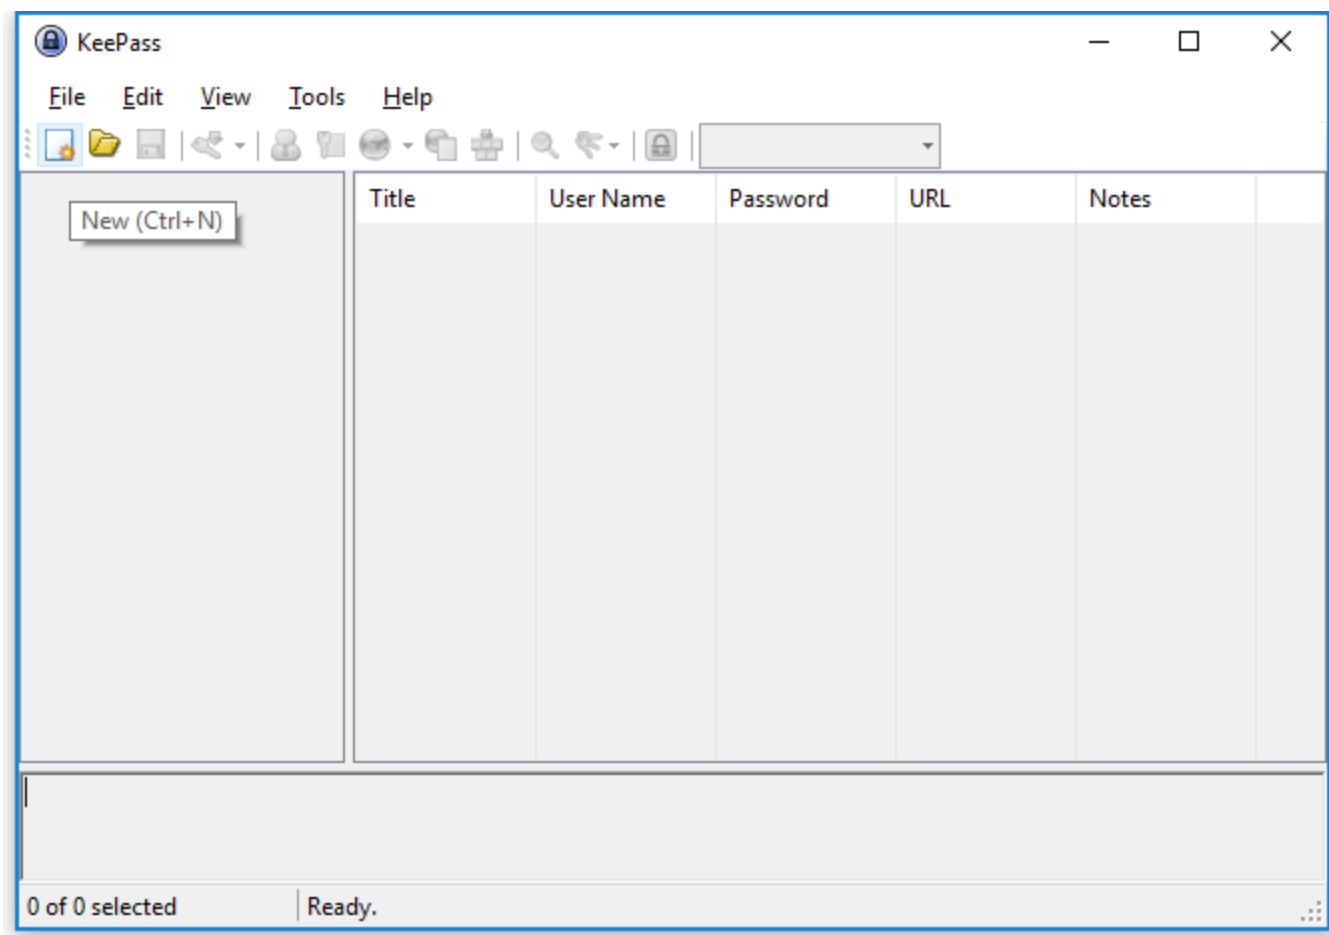 KeePass
File Edit View Tools Help
Title User Name Password URL Notes
New (Ctrl+N)
0 of 0 selected Ready.